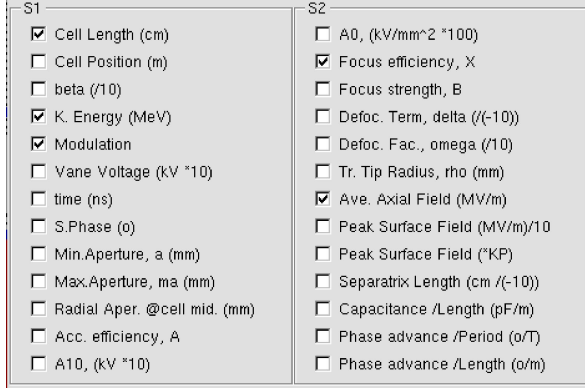 S1
Cell Length (cm)
Cell Position (m)
beta (/10)
K. Energy (MeV)
Modulation
Vane Voltage (kV *10)
time (ns)
S.Phase (o)
Min.Aperture, a (mm)
Max.Aperture, ma (mm)
Radial Aper. @cell mid. (mm)
Acc. efficiency, A
A10, (kV *10)
S2
A0, (kV/mm^2 *100)
Focus efficiency, X
Focus strength, B
Defoc. Term, delta (/(-10))
Defoc. Fac., omega (/10)
Tr. Tip Radius, rho (mm)
Ave. Axial Field (MV/m)
Peak Surface Field (MV/m)/10
Peak Surface Field (*KP)
Separatrix Length (cm /(-10))
Capacitance /Length (pF/m)
Phase advance /Period (o/T)
Phase advance /Length (o/m)